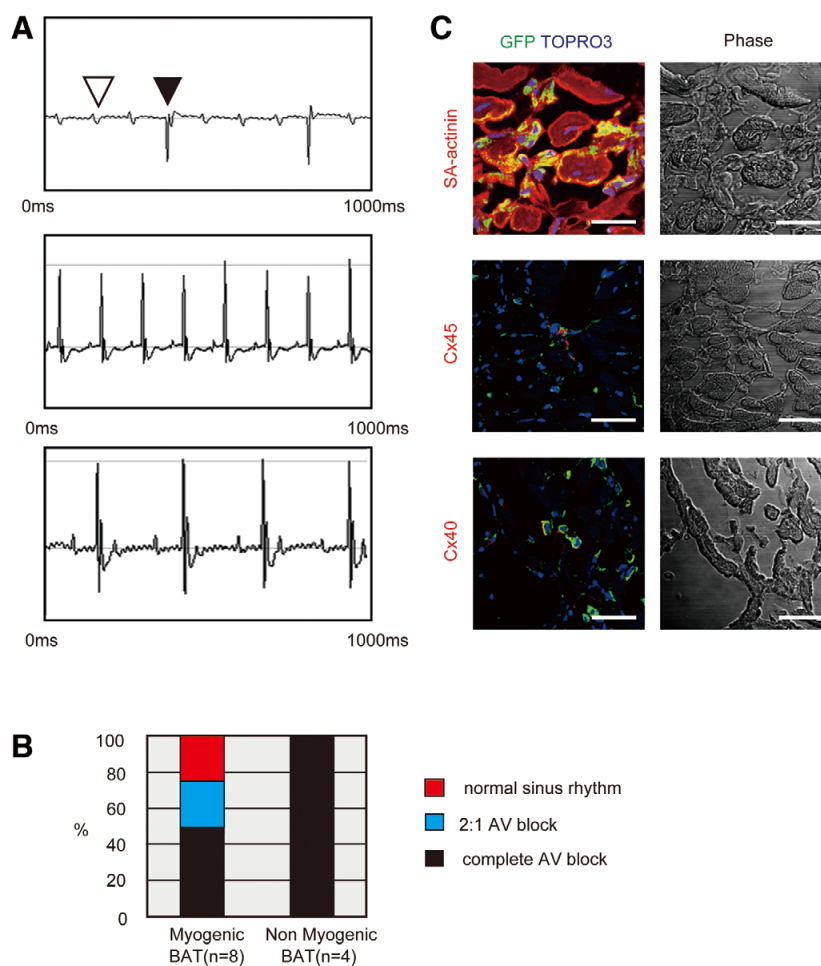 A
0ms 1000ms
0ms 1000ms
0ms 1000ms
C
GFP TOPRO3 Phase
SA-actinin
Cx45
Cx40
B
100
80
60
40
20
0
%
Myogenic
BAT(n=8)
Non Myogenic
BAT(n=4)
normal sinus rhythm
2:1 AV block
complete AV block